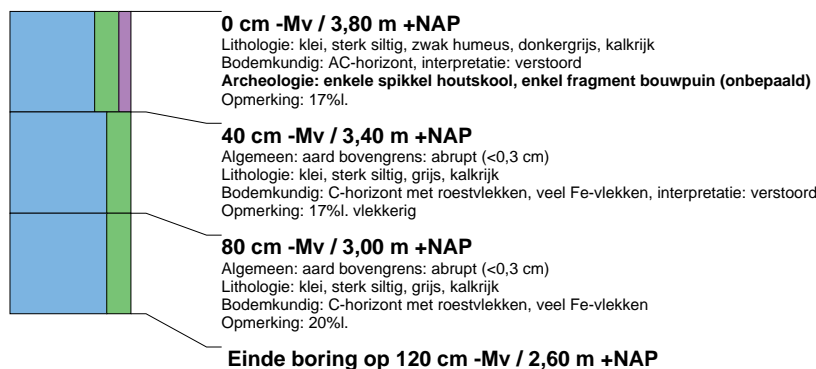 0 cm -Mv / 3,80 m +NAP
Lithologie: klei, sterk siltig, zwak humeus, donkergrijs, kalkrijk
Bodemkundig: AC-horizont, interpretatie: verstoord
Archeologie: enkele spikkel houtskool, enkel fragment bouwpuin (onbepaald)
Opmerking: 17%l.
40 cm -Mv / 3,40 m +NAP
Algemeen: aard bovengrens: abrupt (<0,3 cm)
Lithologie: klei, sterk siltig, grijs, kalkrijk
Bodemkundig: C-horizont met roestvlekken, veel Fe-vlekken, interpretatie: verstoord
Opmerking: 17%l. vlekkerig
80 cm -Mv / 3,00 m +NAP
Algemeen: aard bovengrens: abrupt (<0,3 cm)
Lithologie: klei, sterk siltig, grijs, kalkrijk
Bodemkundig: C-horizont met roestvlekken, veel Fe-vlekken
Opmerking: 20%l.
Einde boring op 120 cm -Mv / 2,60 m +NAP